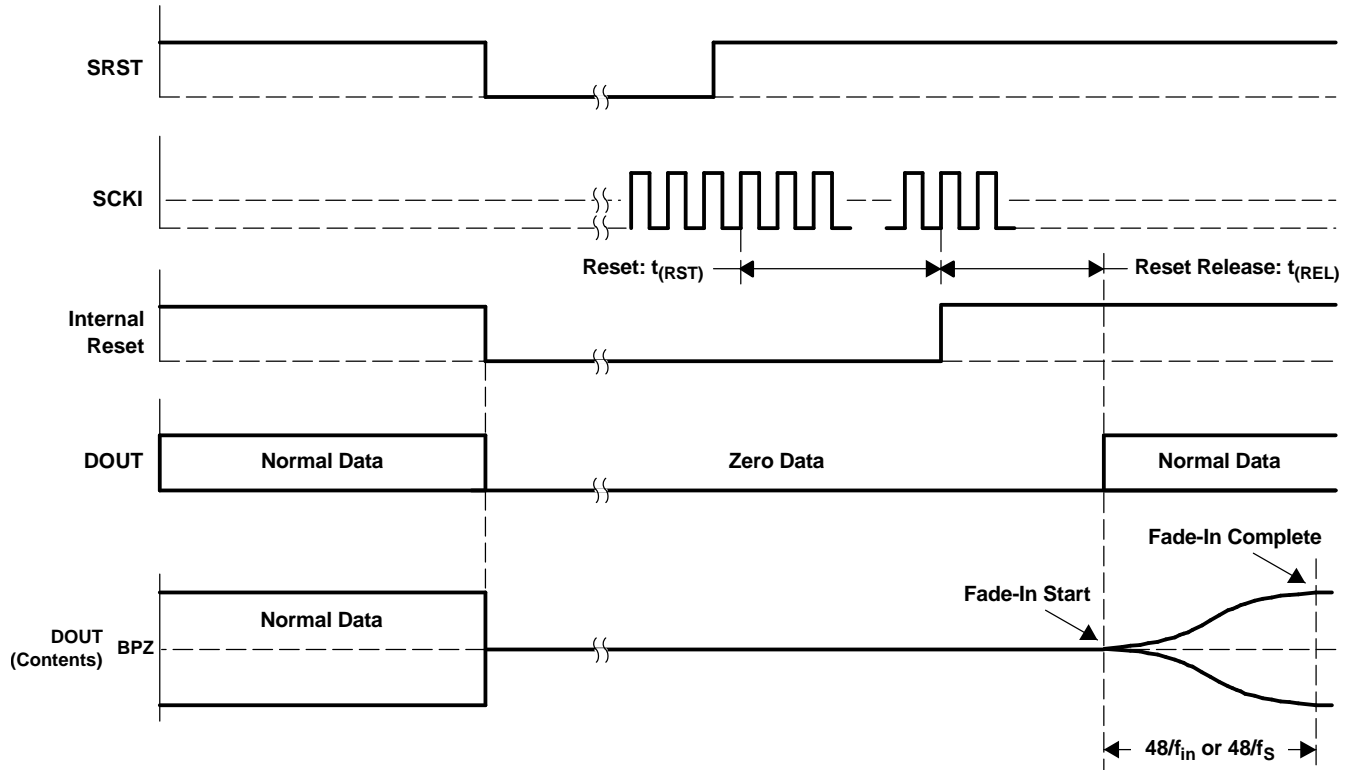 SRST
SCKI
Reset: t(RST)
Reset Release: t(REL)
Internal
Reset
DOUT
Normal Data
Zero Data
Normal Data
Fade-In Complete
Fade-In Start
Normal Data
DOUT
(Contents)
BPZ
48/fin or 48/fS